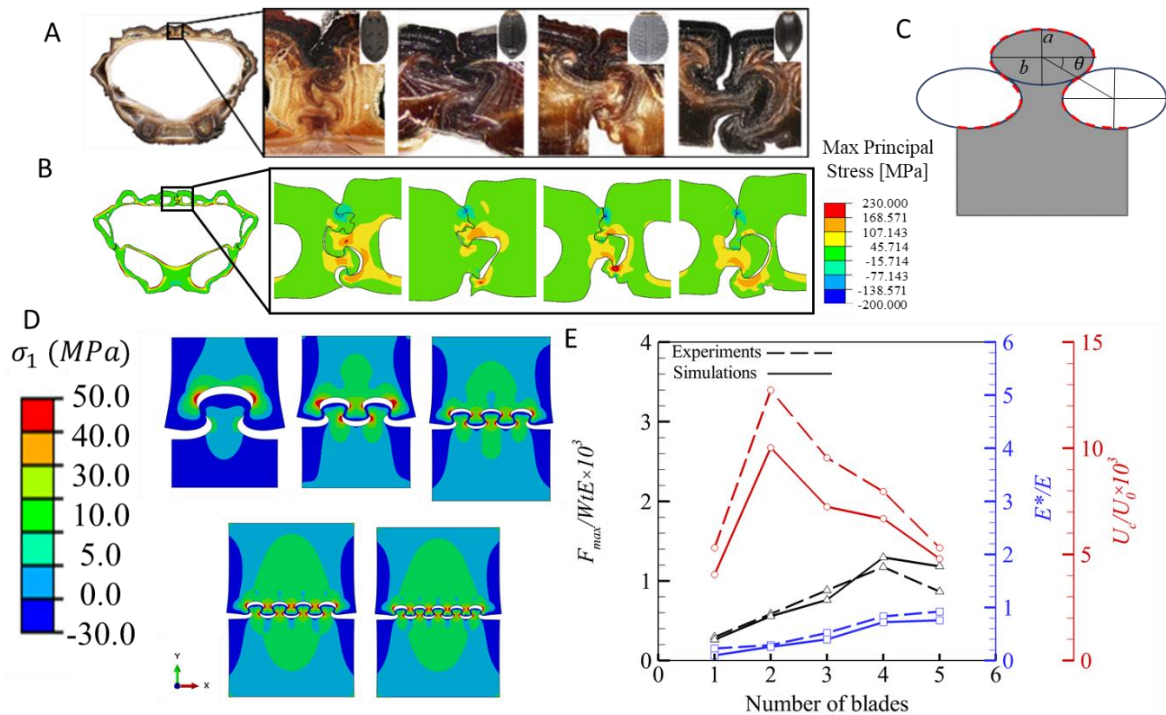 A
C
a
b
θ
B
Max Principal
Stress [MPa]
230.000
168.571
107.143
45.714
-15.714
-77.143
-138.571
-200.000
D
σ₁ (MPa)
50.0
40.0
30.0
10.0
5.0
0.0
-30.0
Y
X
E
Experiments
Simulations
F_max/WtE×10³
4
3
2
1
0
E*/E
6
5
4
3
2
1
0
U_c/U_0×10³
15
10
5
0
0 1 2 3 4 5 6
Number of blades